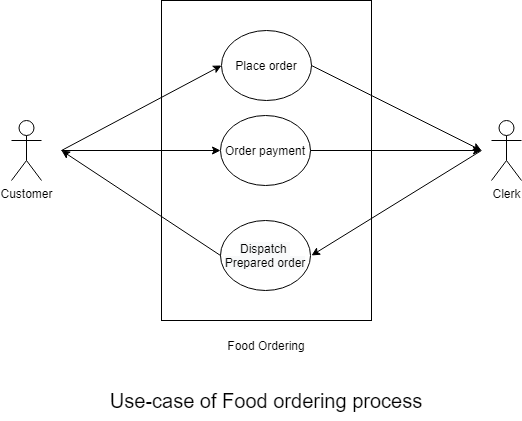 Place order
Order payment
Customer
Clerk
Dispatch
Prepared order
Food Ordering
Use-case of Food ordering process